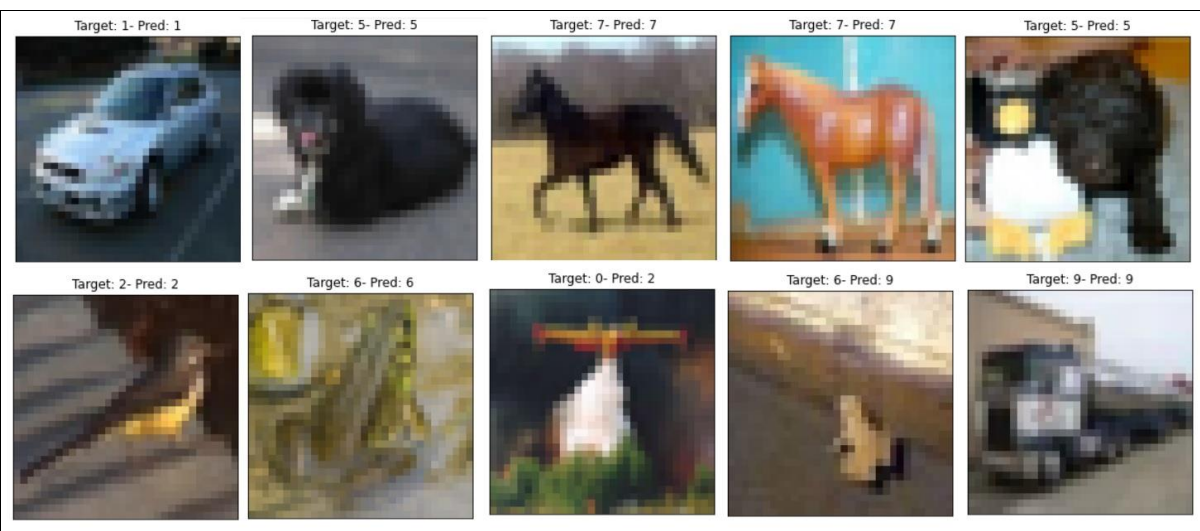 Target: 1- Pred: 1
Target: 5- Pred: 5
Target: 7- Pred: 7
Target: 7- Pred: 7
Target: 5- Pred: 5
Target: 2- Pred: 2
Target: 6- Pred: 6
Target: 0- Pred: 2
Target: 6- Pred: 9
Target: 9- Pred: 9